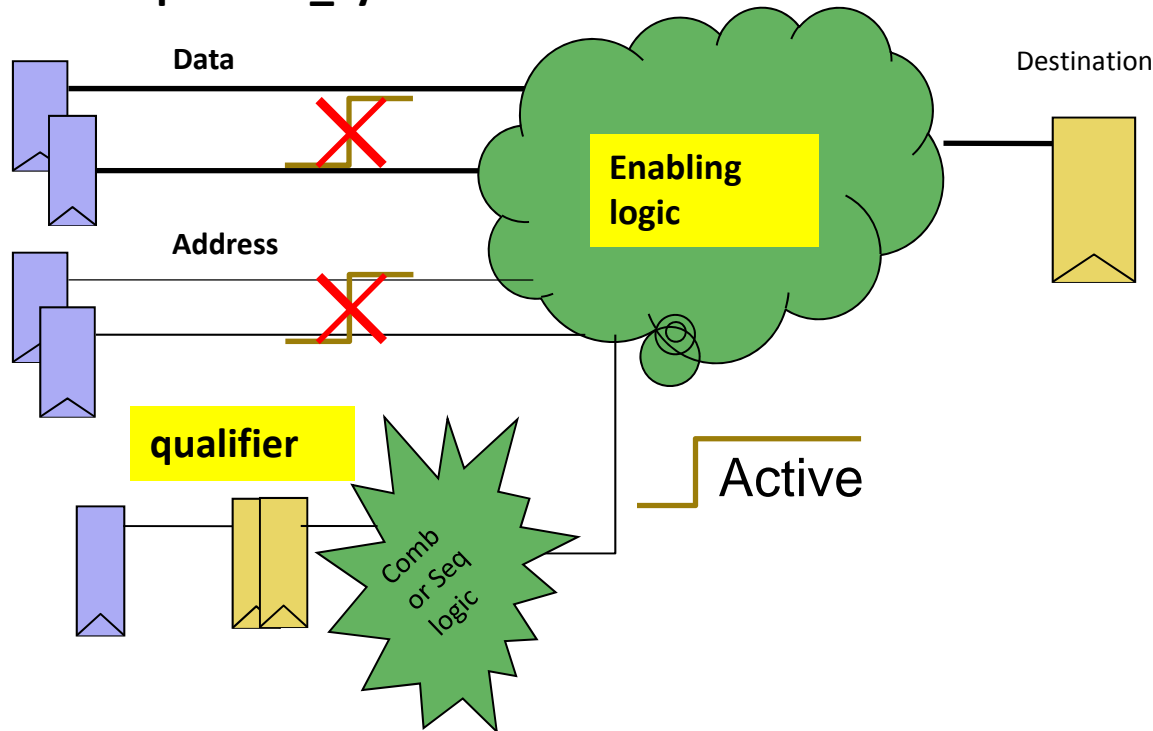 Data
Destination
Enabling
logic
Address
qualifier
Active
Comb
or Seq
logic